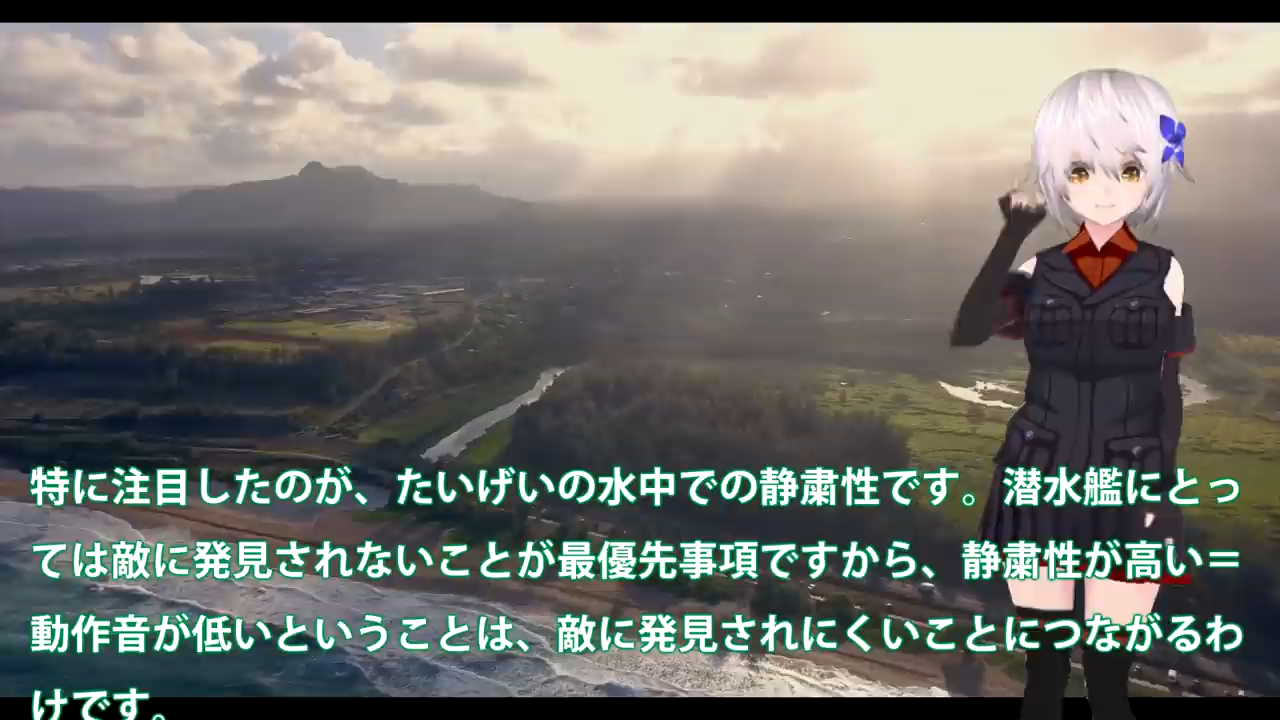 特に注目したのが、たいげいの水中での静粛性です。潜水艦にとっ
ては敵に発見されないことが最優先事項ですから、静粛性が高い＝
動作音が低いということは、敵に発見されにくいことにつながるわ
けです。